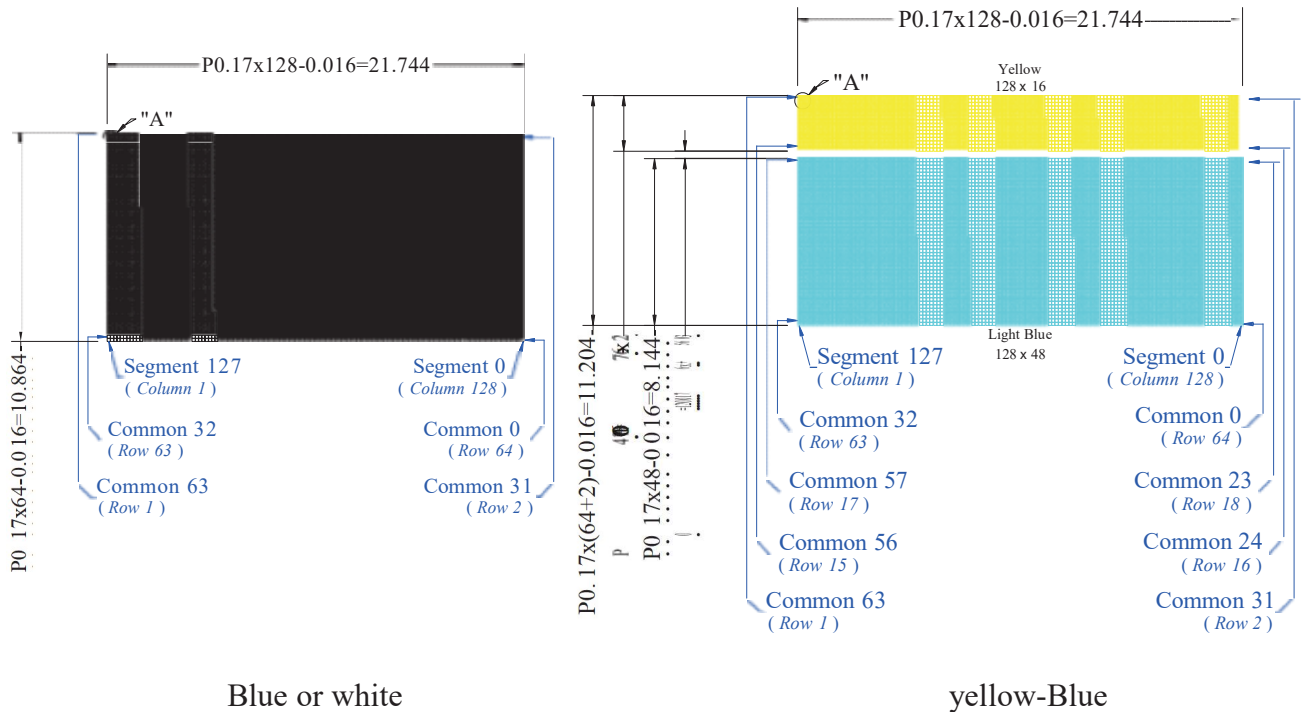 P0.17x128-0.016=21.744
"A"
P0 17x64-0.016=10.864
Segment 127
( Column 1 )
Segment 0
( Column 128 )
Common 32
( Row 63 )
Common 0
( Row 64 )
Common 63
( Row 1 )
Common 31
( Row 2 )
Blue or white
P0.17x128-0.016=21.744
"A"
Yellow
128 x 16
P0. 17x(64+2)-0.016=11.204
P0 17x48-0 016=8.144
Light Blue
128 x 48
Segment 127
( Column 1 )
Segment 0
( Column 128 )
Common 32
( Row 63 )
Common 0
( Row 64 )
Common 57
( Row 17 )
Common 23
( Row 18 )
Common 56
( Row 15 )
Common 24
( Row 16 )
Common 63
( Row 1 )
Common 31
( Row 2 )
yellow-Blue